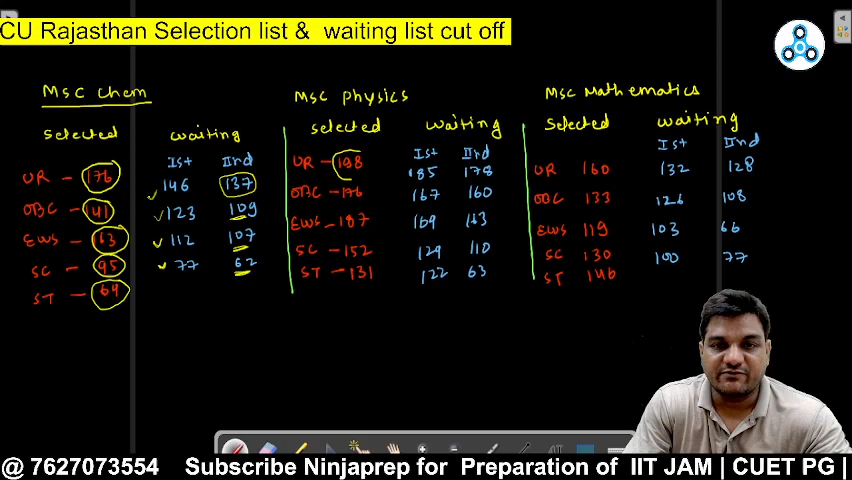 CU Rajasthan Selection list & waiting list cut off
MSC Chem
Selected waiting
Ist IInd
UR - 176 146 137
OBC - 141 123 109
EWS - 163 112 107
SC - 95 77 62
ST - 64
MSC Physics
Selected waiting
Ist IInd
UR - 198 185 178
OBC - 176 167 160
EWS - 187 169 163
SC - 152 129 110
ST - 131 122 63
MSC Mathematics
Selected waiting
Ist IInd
UR 160 132 128
OBC 133 126 108
EWS 119 103 66
SC 130 100 77
ST 146
@ 7627073554 Subscribe Ninjaprep for Preparation of IIT JAM | CUET PG |